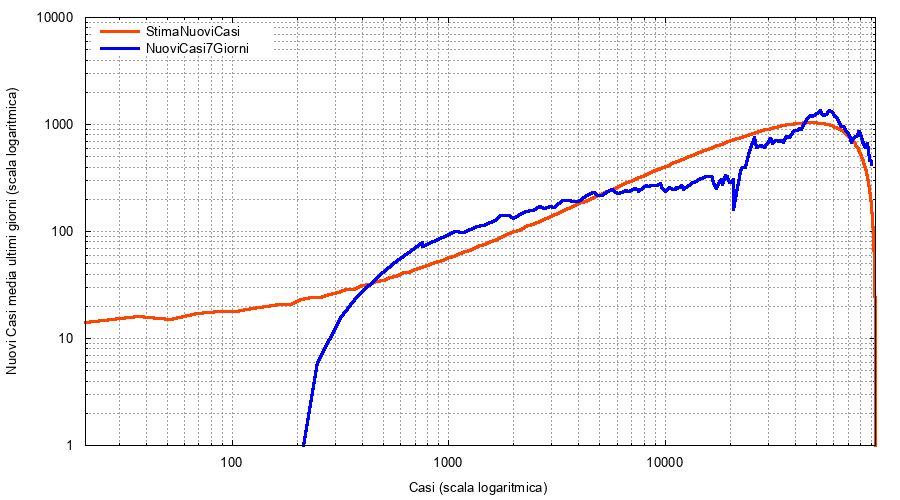 10000
StimaNuoviCasi
NuoviCasi7Giorni
1000
100
10
1
Nuovi Casi media ultimi giorni (scala logaritmica)
100
1000
10000
Casi (scala logaritmica)